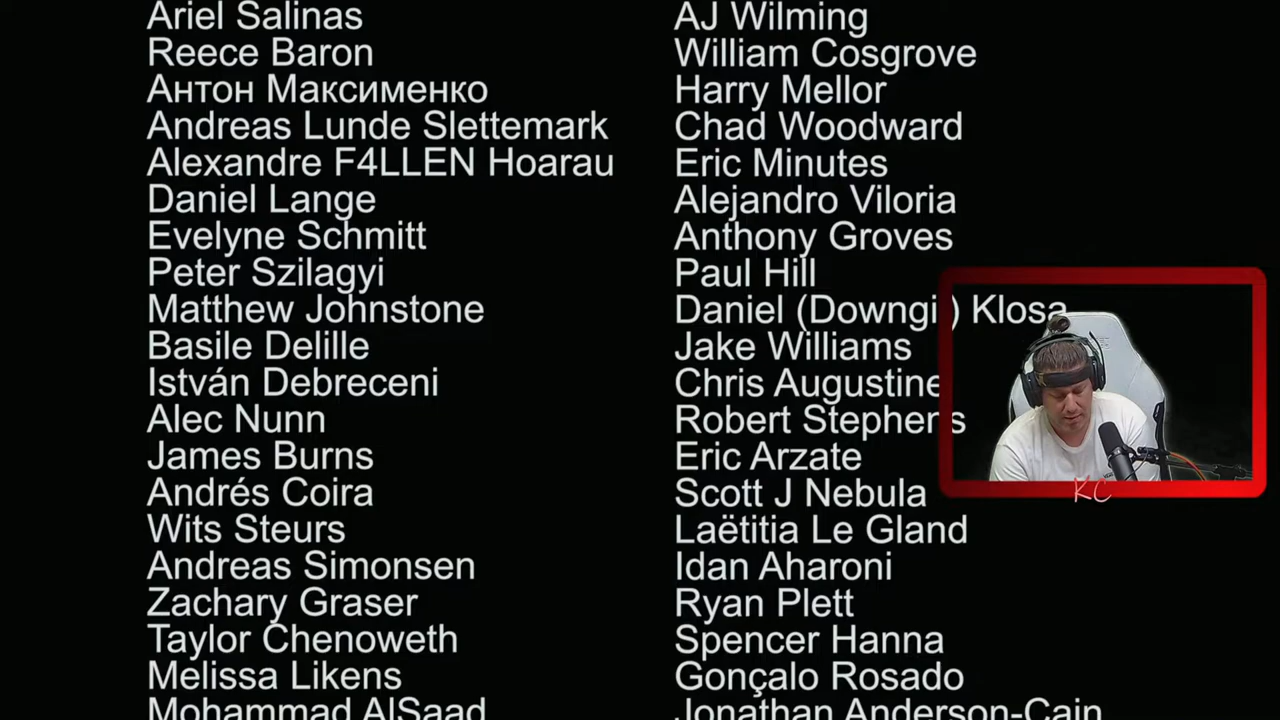 Ariel Salinas
Reece Baron
Антон Максименко
Andreas Lunde Slettemark
Alexandre F4LLEN Hoarau
Daniel Lange
Evelyne Schmitt
Peter Szilagyi
Matthew Johnstone
Basile Delille
István Debreceni
Alec Nunn
James Burns
Andrés Coira
Wits Steurs
Andreas Simonsen
Zachary Graser
Taylor Chenoweth
Melissa Likens
Mohammad AlSaad
AJ Wilming
William Cosgrove
Harry Mellor
Chad Woodward
Eric Minutes
Alejandro Viloria
Anthony Groves
Paul Hill
Daniel Klosa
Jake Williams
Chris Augustine
Robert Stephens
Eric Arzate
Scott J Nebula
Laëtitia Le Gland
Idan Aharoni
Ryan Plett
Spencer Hanna
Gonçalo Rosado
Jonathan Anderson-Cain
KC